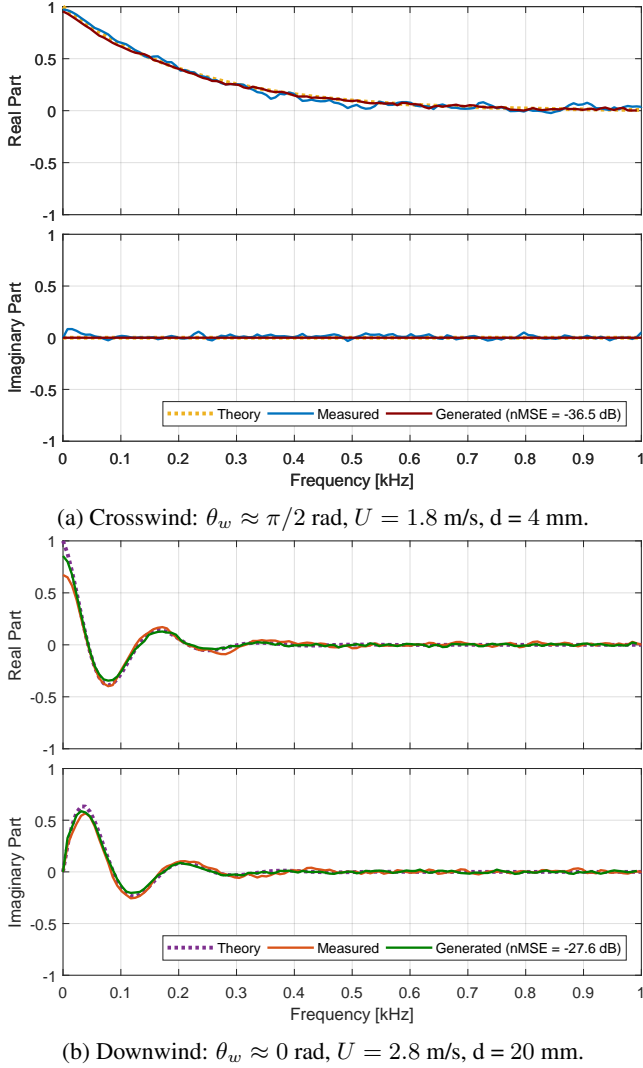 1
0.5
0
-0.5
-1
Real Part
1
0.5
0
-0.5
-1
Imaginary Part
Theory Measured Generated (nMSE = -36.5 dB)
0 0.1 0.2 0.3 0.4 0.5 0.6 0.7 0.8 0.9 1
Frequency [kHz]
(a) Crosswind: θw ≈ π/2 rad, U = 1.8 m/s, d = 4 mm.
1
0.5
0
-0.5
-1
Real Part
1
0.5
0
-0.5
-1
Imaginary Part
Theory Measured Generated (nMSE = -27.6 dB)
0 0.1 0.2 0.3 0.4 0.5 0.6 0.7 0.8 0.9 1
Frequency [kHz]
(b) Downwind: θw ≈ 0 rad, U = 2.8 m/s, d = 20 mm.